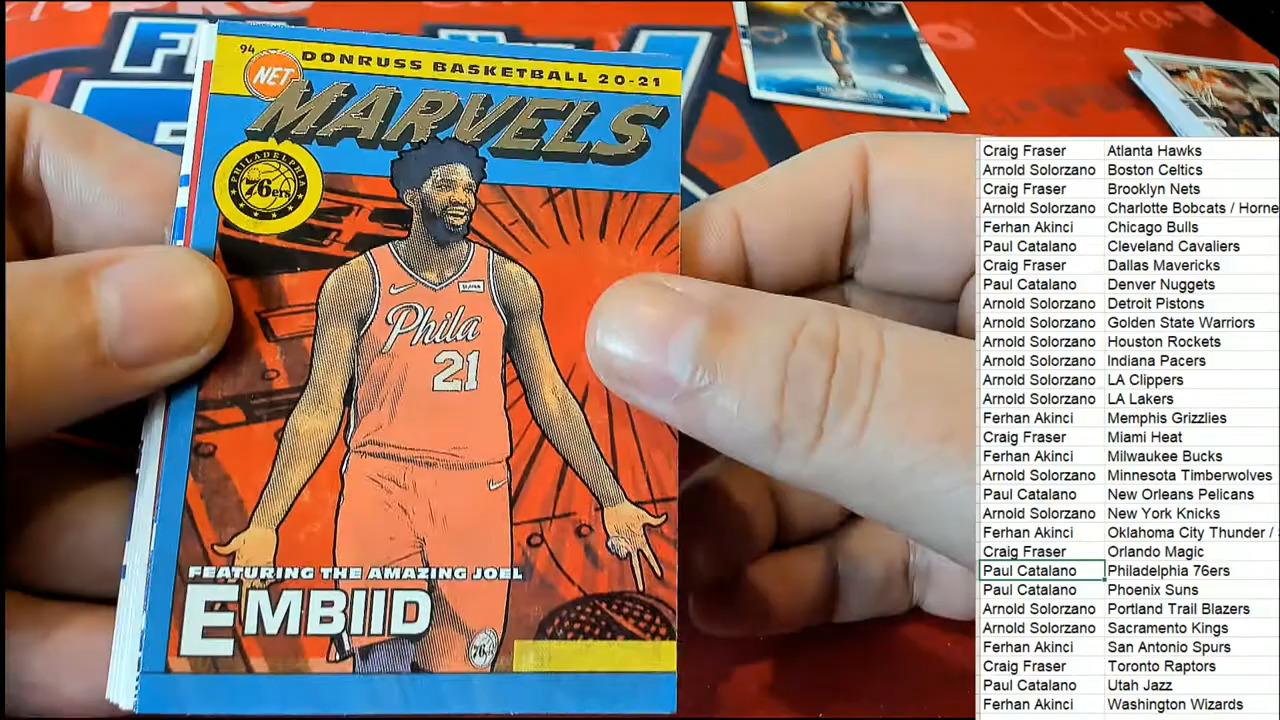 94
DONRUSS BASKETBALL 20-21
NET
MARVELS
PHILADELPHIA
76ers
Phila
21
FEATURING THE AMAZING JOEL
EMBIID
76
Craig Fraser Atlanta Hawks
Arnold Solorzano Boston Celtics
Craig Fraser Brooklyn Nets
Arnold Solorzano Charlotte Bobcats / Horne
Ferhan Akinci Chicago Bulls
Paul Catalano Cleveland Cavaliers
Craig Fraser Dallas Mavericks
Paul Catalano Denver Nuggets
Arnold Solorzano Detroit Pistons
Arnold Solorzano Golden State Warriors
Arnold Solorzano Houston Rockets
Arnold Solorzano Indiana Pacers
Arnold Solorzano LA Clippers
Arnold Solorzano LA Lakers
Ferhan Akinci Memphis Grizzlies
Craig Fraser Miami Heat
Ferhan Akinci Milwaukee Bucks
Arnold Solorzano Minnesota Timberwolves
Paul Catalano New Orleans Pelicans
Arnold Solorzano New York Knicks
Ferhan Akinci Oklahoma City Thunder /
Craig Fraser Orlando Magic
Paul Catalano Philadelphia 76ers
Paul Catalano Phoenix Suns
Arnold Solorzano Portland Trail Blazers
Arnold Solorzano Sacramento Kings
Ferhan Akinci San Antonio Spurs
Craig Fraser Toronto Raptors
Paul Catalano Utah Jazz
Ferhan Akinci Washington Wizards